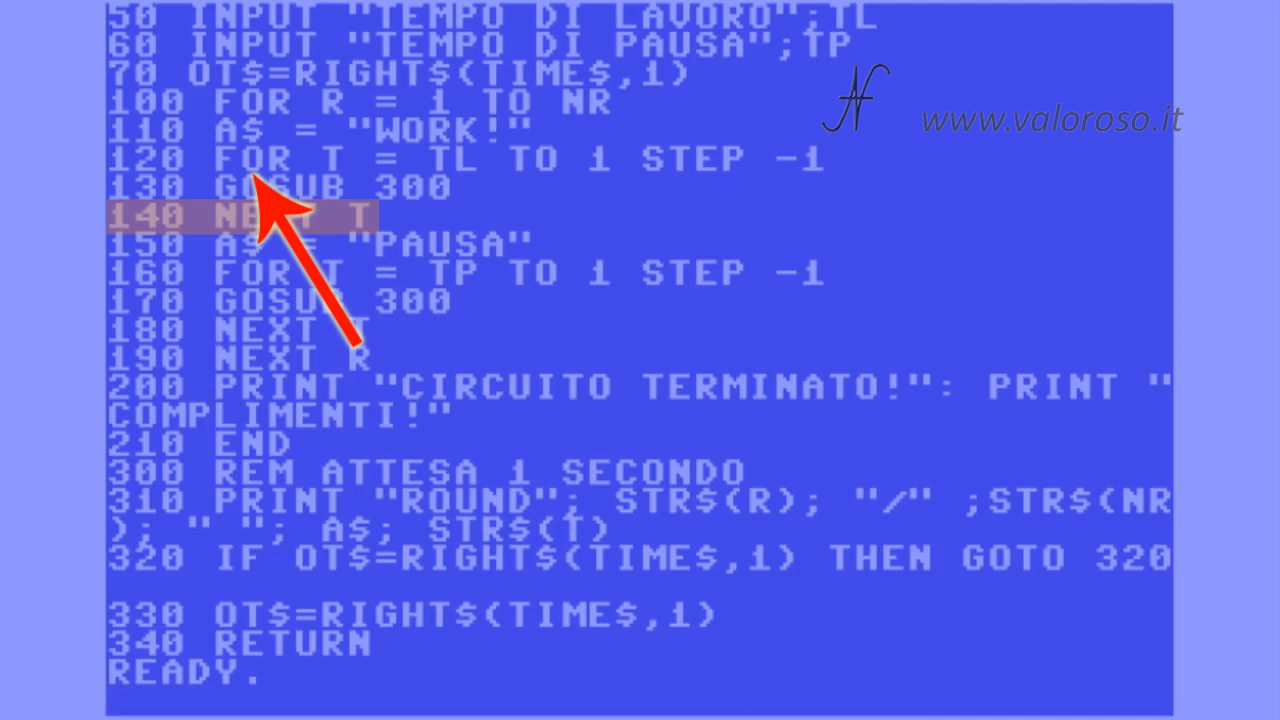 50 INPUT "TEMPO DI LAVORO";TL
60 INPUT "TEMPO DI PAUSA";TP
70 OT$=RIGHT$(TIME$,1)
100 FOR R = 1 TO NR
110 A$ = "WORK!"
www.valoroso.it
120 FOR T = TL TO 1 STEP -1
130 GOSUB 300
140 NEXT T
150 A$ = "PAUSA"
160 FOR T = TP TO 1 STEP -1
170 GOSUB 300
180 NEXT T
190 NEXT R
200 PRINT "CIRCUITO TERMINATO!": PRINT "
COMPLIMENTI!"
210 END
300 REM ATTESA 1 SECONDO
310 PRINT "ROUND"; STR$(R); "/" ;STR$(NR
); " "; A$; STR$(T)
320 IF OT$=RIGHT$(TIME$,1) THEN GOTO 320
330 OT$=RIGHT$(TIME$,1)
340 RETURN
READY.